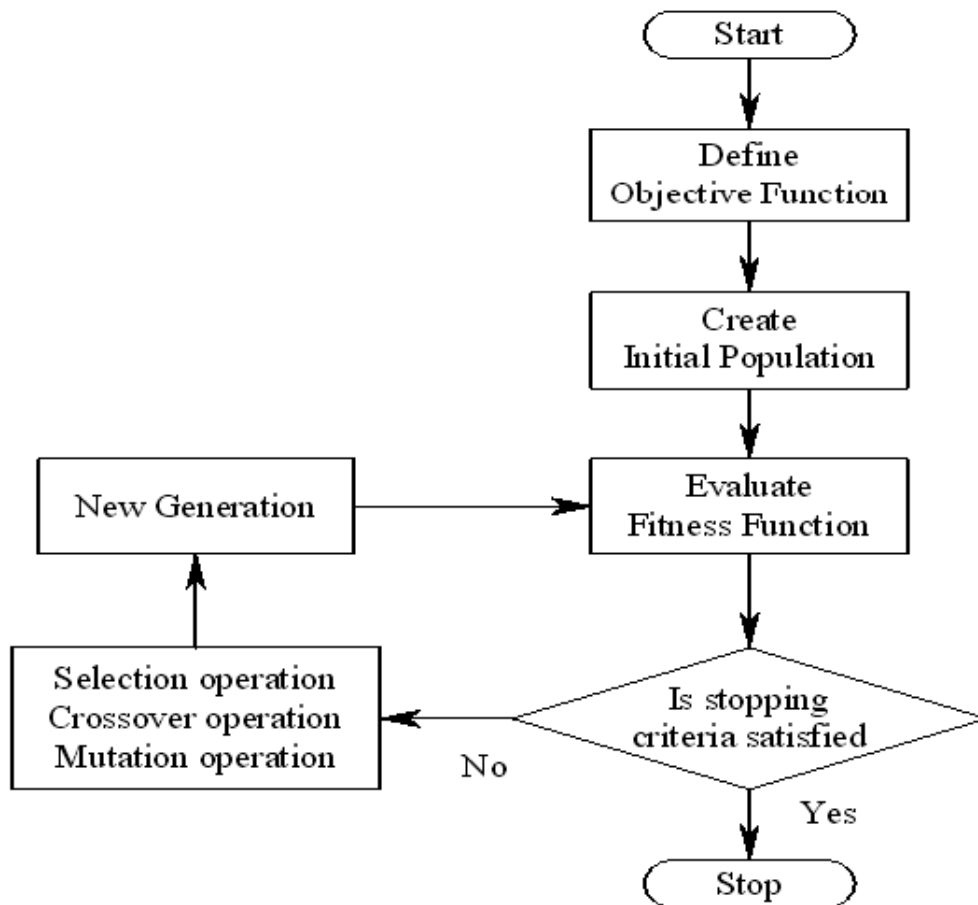 Start
Define
Objective Function
Create
Initial Population
Evaluate
Fitness Function
New Generation
Selection operation
Crossover operation
Mutation operation
Is stopping
criteria satisfied
No
Yes
Stop